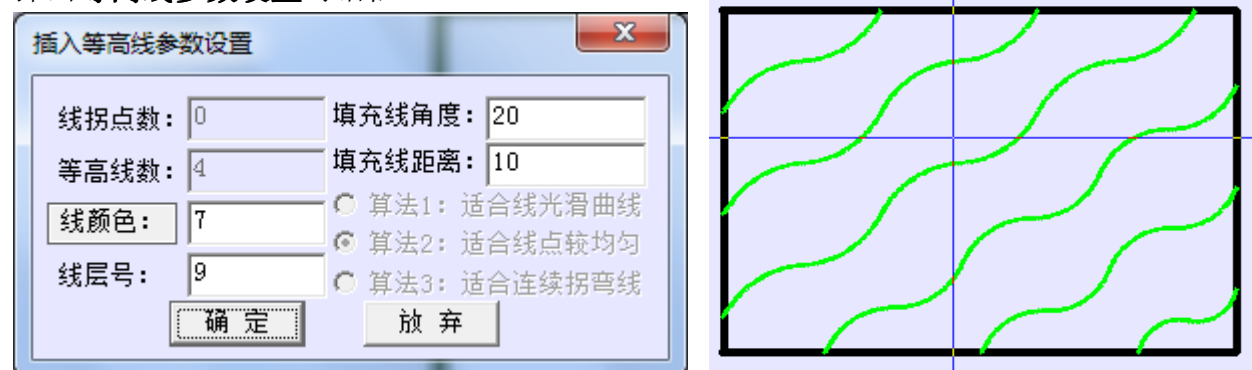 插入等高线参数设置
线拐点数: 0 填充线角度: 20
等高线数: 4 填充线距离: 10
线颜色: 7 算法1: 适合线光滑曲线
算法2: 适合线点较均匀
线层号: 9 算法3: 适合连续拐弯线
确 定 放 弃